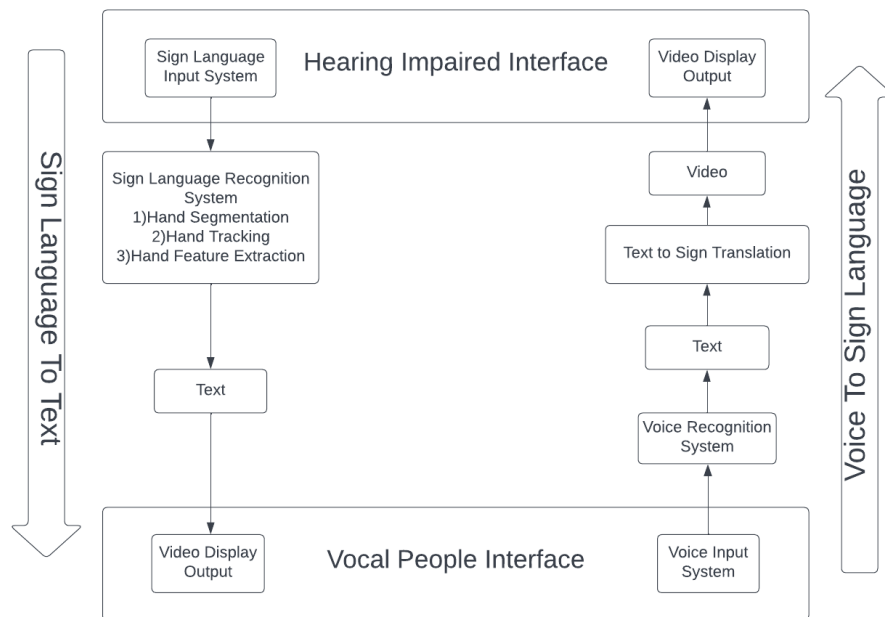 Sign Language
Input System
Hearing Impaired Interface
Video Display
Output
Sign Language To Text
Sign Language Recognition
System
1)Hand Segmentation
2)Hand Tracking
3)Hand Feature Extraction
Text
Video Display
Output
Vocal People Interface
Voice Input
System
Voice Recognition
System
Text
Text to Sign Translation
Video
Voice To Sign Language